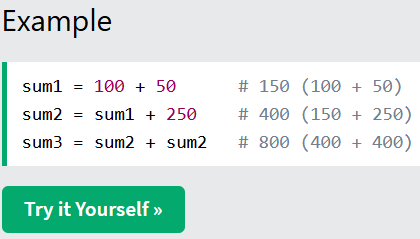 Example
sum1 = 100 + 50      # 150 (100 + 50)
sum2 = sum1 + 250    # 400 (150 + 250)
sum3 = sum2 + sum2   # 800 (400 + 400)
Try it Yourself »